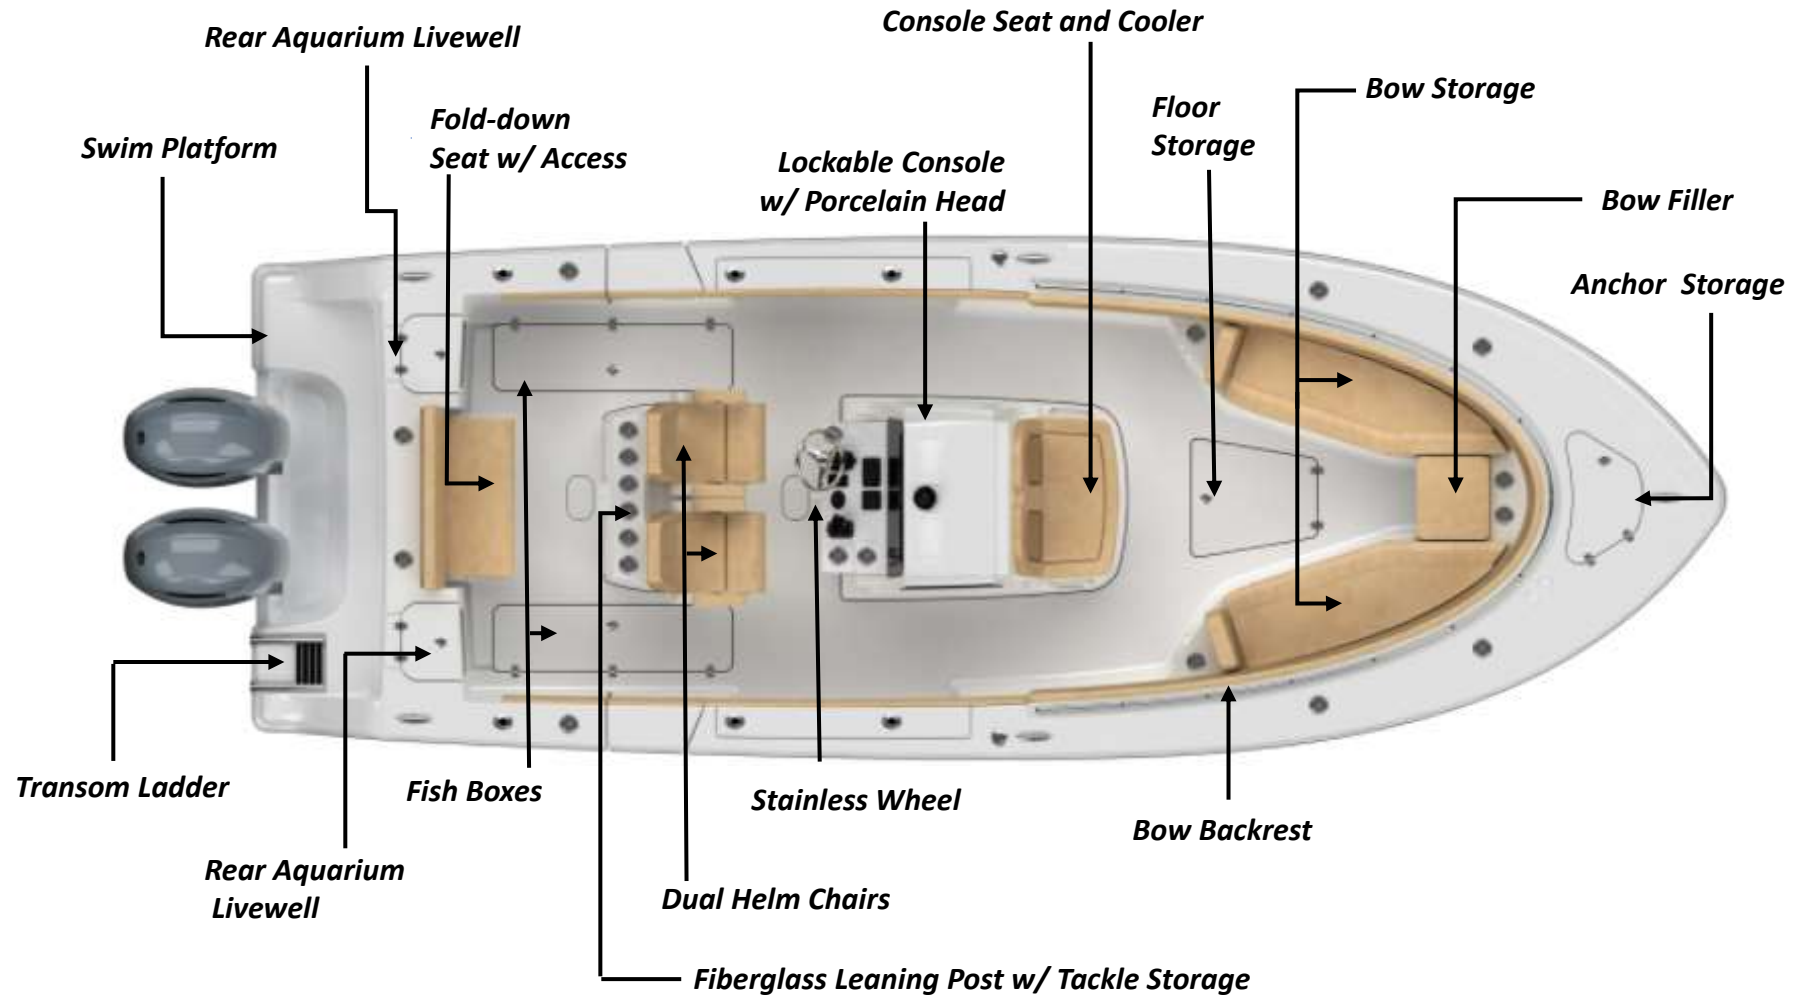 Console Seat and Cooler
Rear Aquarium Livewell
Bow Storage
Floor
Storage
Fold-down
Seat w/ Access
Swim Platform
Lockable Console
w/ Porcelain Head
Bow Filler
Anchor Storage
Transom Ladder
Fish Boxes
Stainless Wheel
Bow Backrest
Rear Aquarium
Livewell
Dual Helm Chairs
Fiberglass Leaning Post w/ Tackle Storage